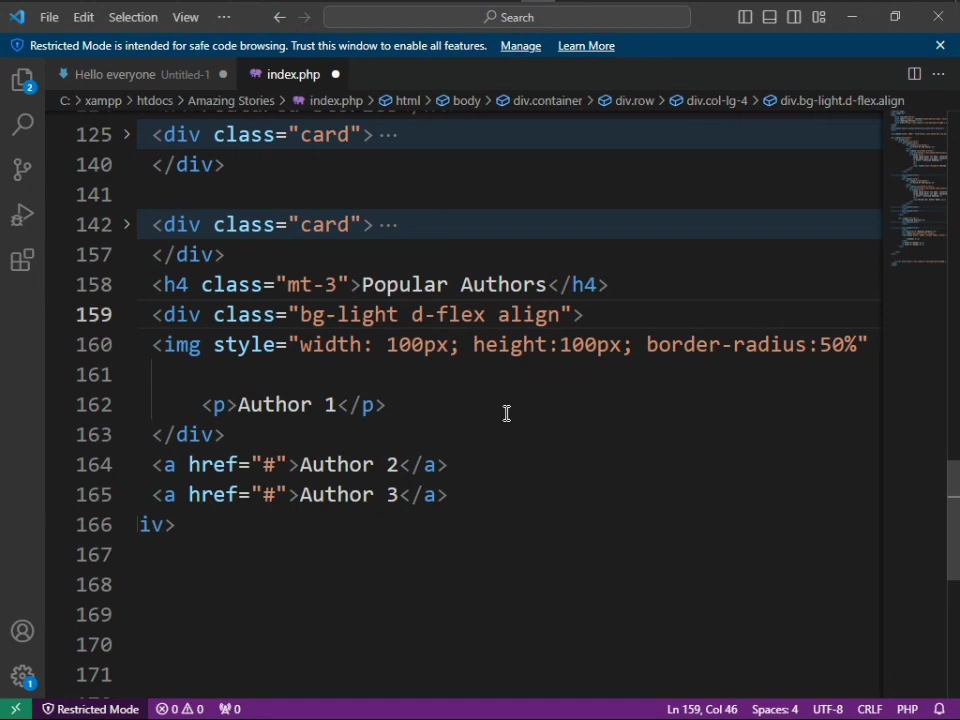 File Edit Selection View ··· Search
Restricted Mode is intended for safe code browsing. Trust this window to enable all features. Manage Learn More
2 Hello everyone Untitled-1 index.php
C: > xampp > htdocs > Amazing Stories > index.php > html > body > div.container > div.row > div.col-lg-4 > div.bg-light.d-flex.align
125 <div class="card">···
140 </div>
141
142 <div class="card">···
157 </div>
158 <h4 class="mt-3">Popular Authors</h4>
159 <div class="bg-light d-flex align">
160 <img style="width: 100px; height:100px; border-radius:50%"
161
162 <p>Author 1</p>
163 </div>
164 <a href="#">Author 2</a>
165 <a href="#">Author 3</a>
166 iv>
167
168
169
170
171
1 Restricted Mode 0 0 0 Ln 159, Col 46 Spaces: 4 UTF-8 CRLF PHP